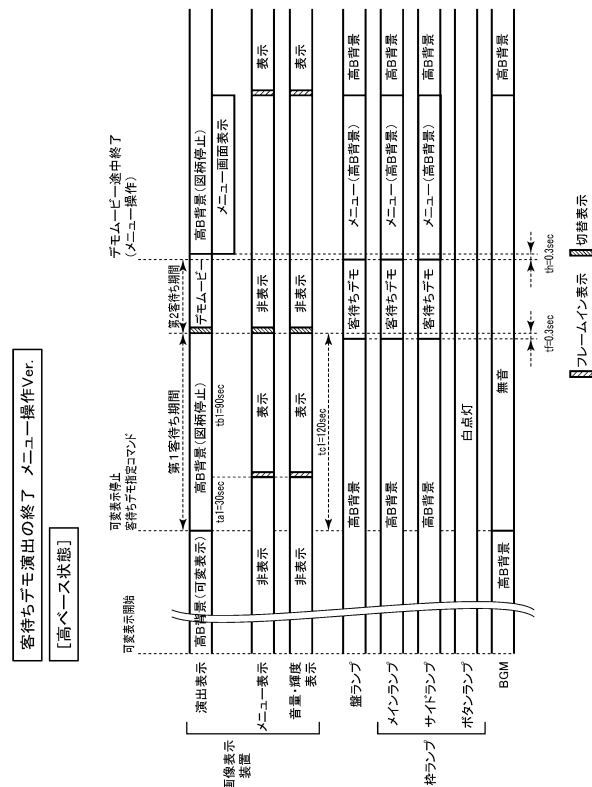 客待ちデモ演出の終了　メニュー操作Ver.
[高ベース状態]
可変表示開始
可変表示停止
客待ちデモ指定コマンド
デモムービー途中終了
(メニュー操作)
第1客待ち期間
第2客待ち期間
画像表示
装置
演出表示
高B背景(可変表示)
高B背景(図柄停止)
デモムービー
高B背景(図柄停止)
メニュー画面表示
ta1=30sec
tb1=90sec
メニュー表示
非表示
表示
非表示
表示
音量・輝度
表示
非表示
表示
非表示
表示
tc1=120sec
盤ランプ
高B背景
客待ちデモ
メニュー(高B背景)
高B背景
枠ランプ
メインランプ
高B背景
客待ちデモ
メニュー(高B背景)
高B背景
サイドランプ
高B背景
客待ちデモ
メニュー(高B背景)
高B背景
ボタンランプ
白点灯
BGM
高B背景
無音
高B背景
tf=0.3sec
th=0.3sec
フレームイン表示
切替表示